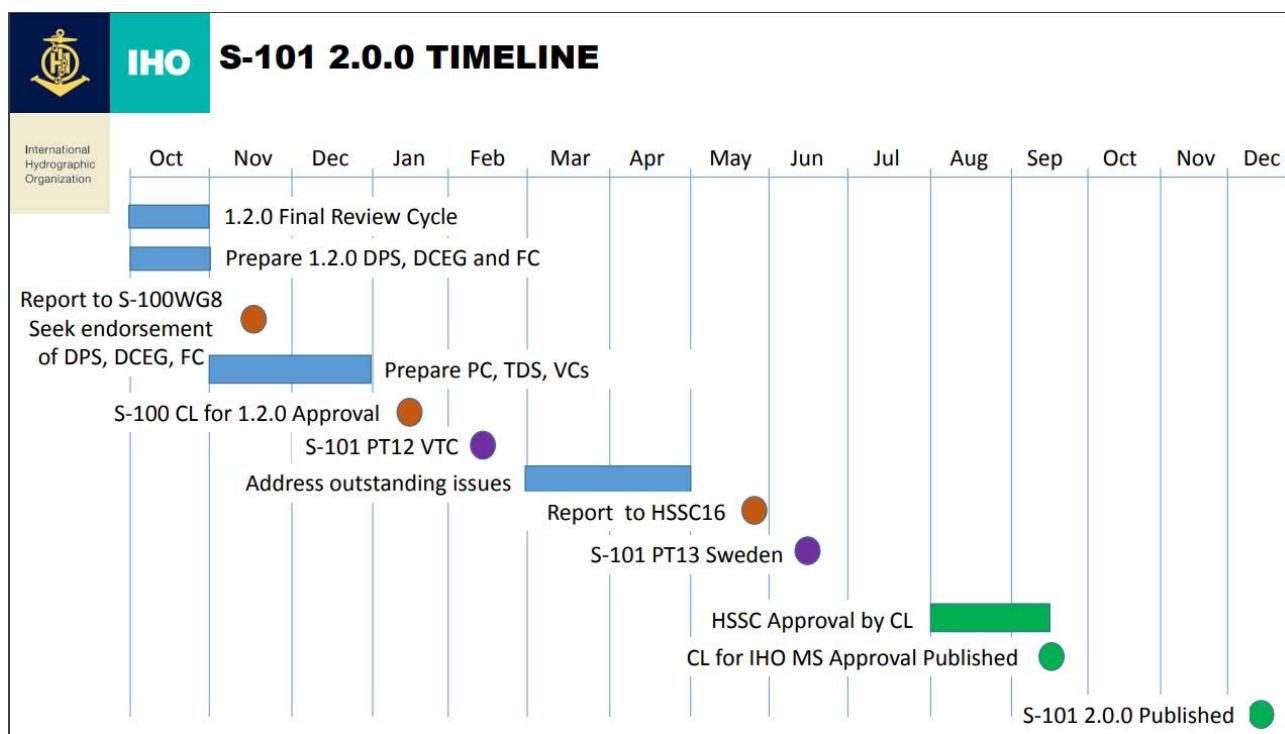 IHO
S-101 2.0.0 TIMELINE
International
Hydrographic
Organization
Oct Nov Dec Jan Feb Mar Apr May Jun Jul Aug Sep Oct Nov Dec
1.2.0 Final Review Cycle
Prepare 1.2.0 DPS, DCEG and FC
Report to S-100WG8
Seek endorsement
of DPS, DCEG, FC
Prepare PC, TDS, VCs
S-100 CL for 1.2.0 Approval
S-101 PT12 VTC
Address outstanding issues
Report to HSSC16
S-101 PT13 Sweden
HSSC Approval by CL
CL for IHO MS Approval Published
S-101 2.0.0 Published